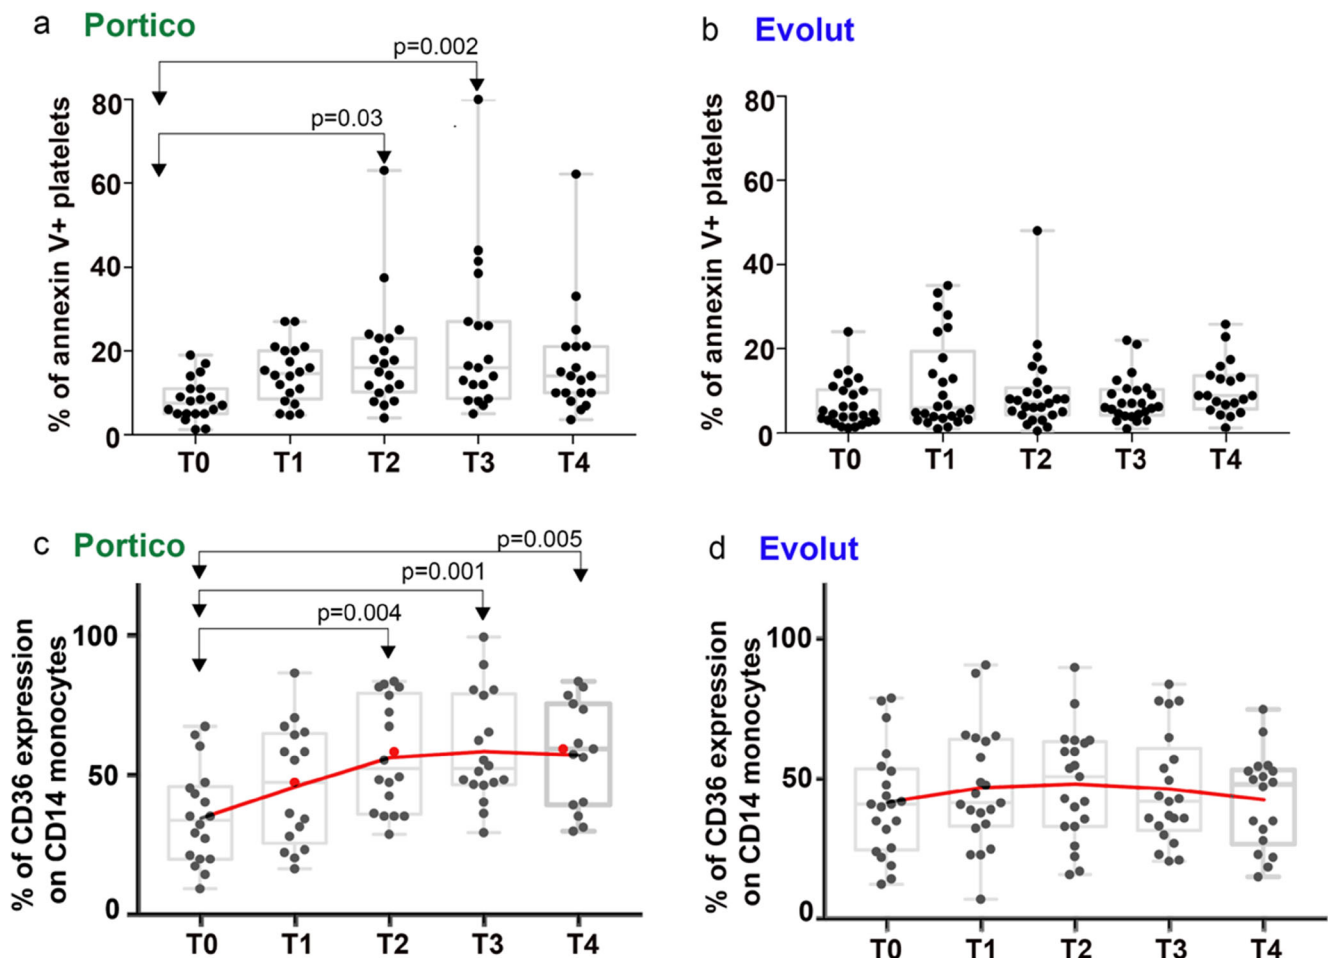 a Portico
p=0.002
p=0.03
% of annexin V+ platelets
80
60
40
20
0
T0 T1 T2 T3 T4
b Evolut
% of annexin V+ platelets
80
60
40
20
0
T0 T1 T2 T3 T4
c Portico
p=0.005
p=0.001
p=0.004
% of CD36 expression
on CD14 monocytes
100
50
0
T0 T1 T2 T3 T4
d Evolut
% of CD36 expression
on CD14 monocytes
100
50
0
T0 T1 T2 T3 T4